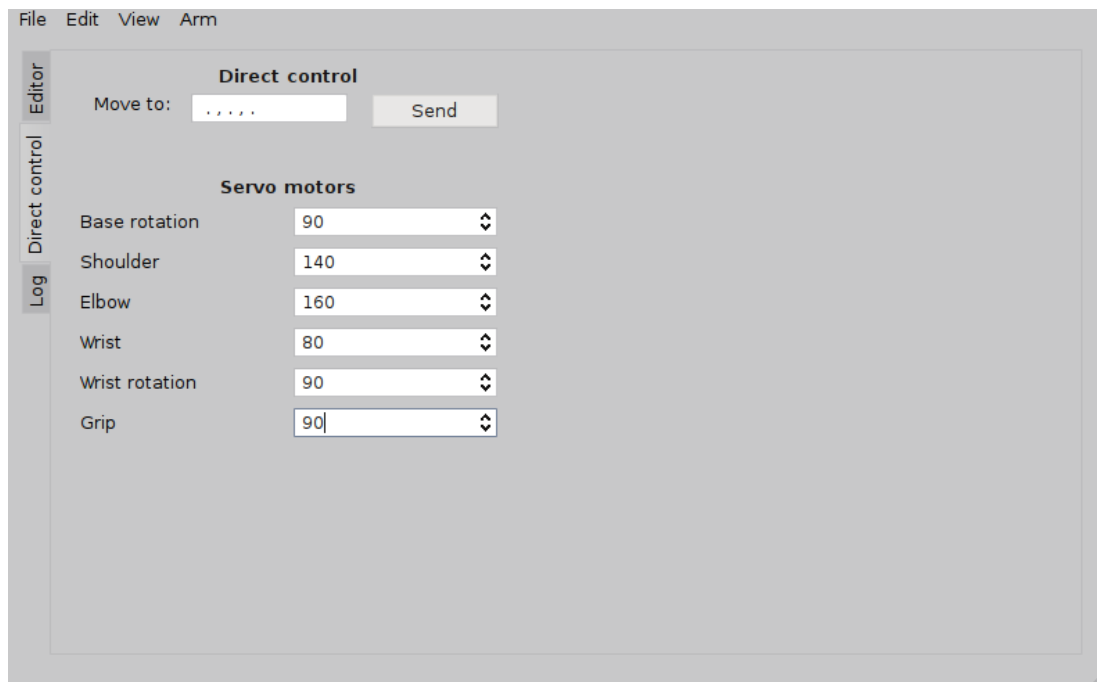 File Edit View Arm
Editor
Direct control
Log
Direct control
Move to: . , . , . Send
Servo motors
Base rotation 90
Shoulder 140
Elbow 160
Wrist 80
Wrist rotation 90
Grip 90